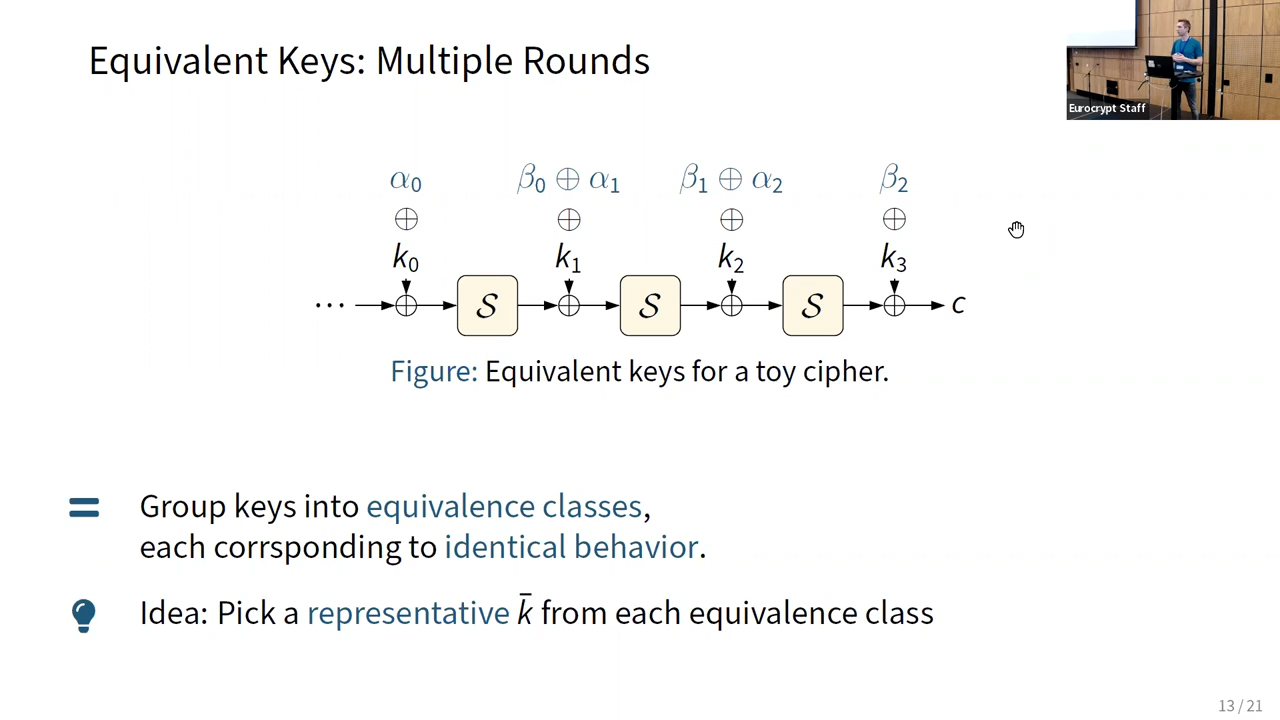 Equivalent Keys: Multiple Rounds
Eurocrypt Staff
α₀ β₀ ⊕ α₁ β₁ ⊕ α₂ β₂
⊕ ⊕ ⊕ ⊕
k₀ k₁ k₂ k₃
··· ⊕ S ⊕ S ⊕ S ⊕ c
Figure: Equivalent keys for a toy cipher.
Group keys into equivalence classes,
each corrsponding to identical behavior.
Idea: Pick a representative k̄ from each equivalence class
13 / 21